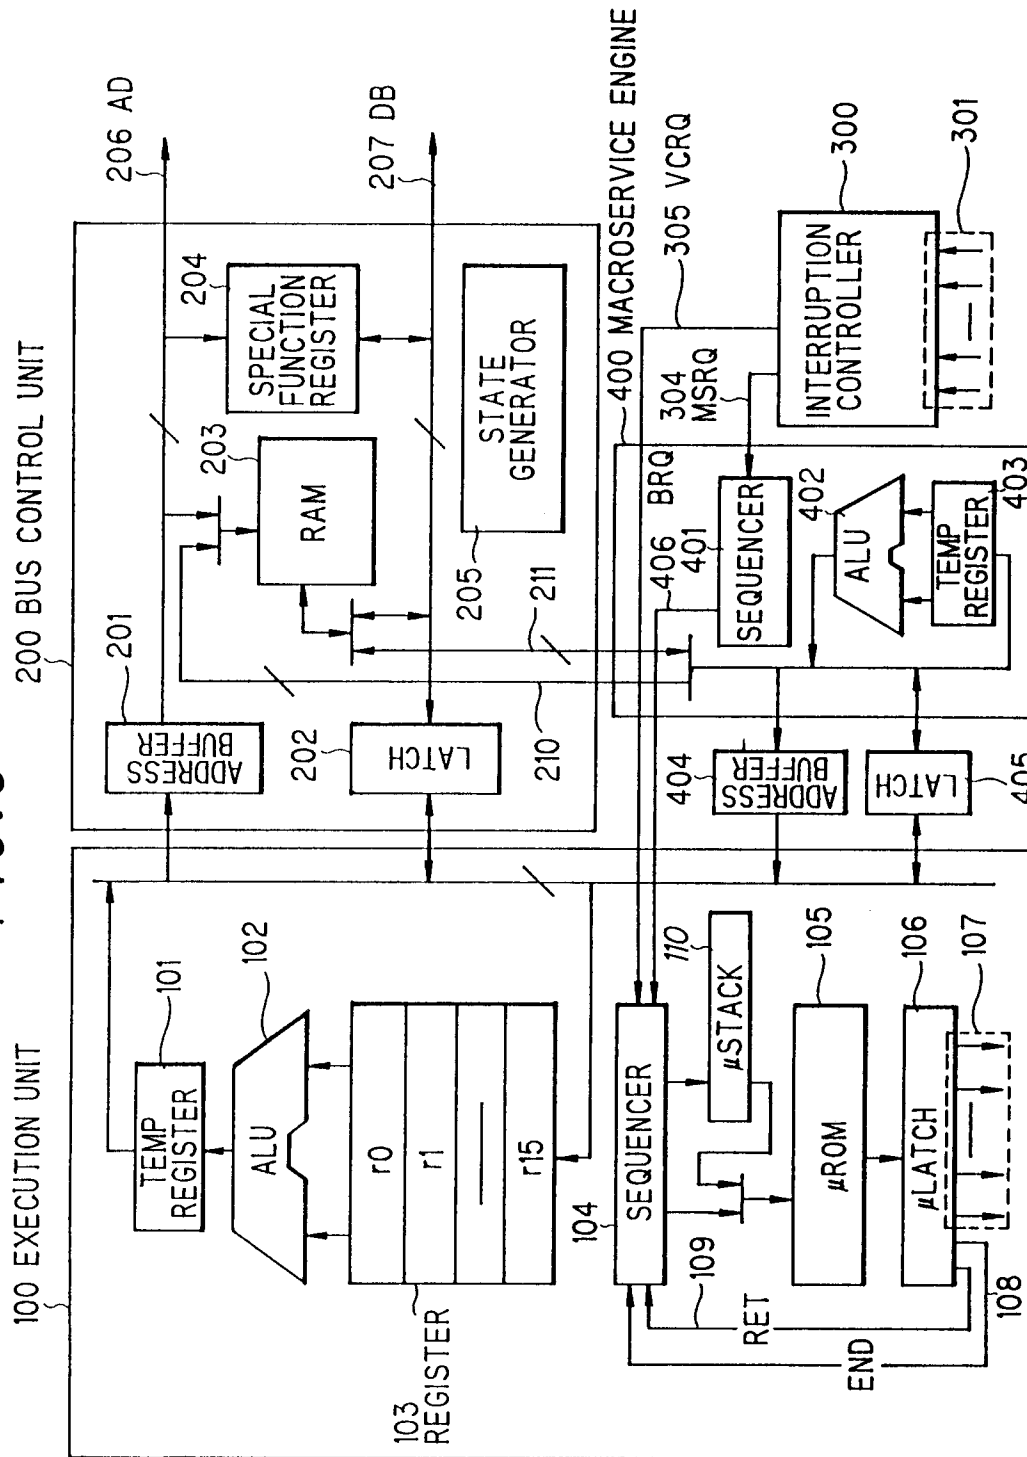 100 EXECUTION UNIT
101
TEMP
REGISTER
102
ALU
r0
r1
r15
103
REGISTER
104
SEQUENCER
110
μSTACK
105
μROM
106
μLATCH
107
109
RET
END
108
200 BUS CONTROL UNIT
201
ADDRESS
BUFFER
202
LATCH
203
RAM
204
SPECIAL
FUNCTION
REGISTER
205
STATE
GENERATOR
206 AD
207 DB
210
211
400 MACROSERVICE ENGINE
BRQ
406
401
SEQUENCER
402
ALU
403
TEMP
REGISTER
404
ADDRESS
BUFFER
405
LATCH
304
MSRQ
305 VCRQ
300
INTERRUPTION
CONTROLLER
301